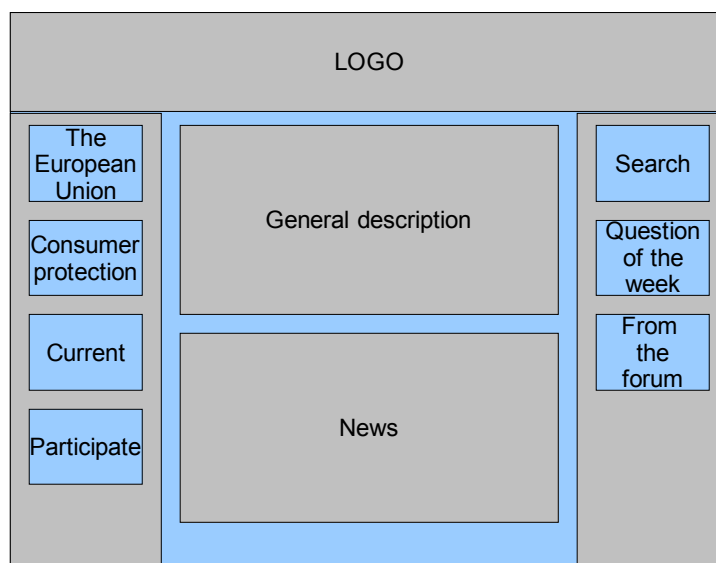 LOGO
The
European
Union
Consumer
protection
Current
Participate
General description
News
Search
Question
of the
week
From
the
forum